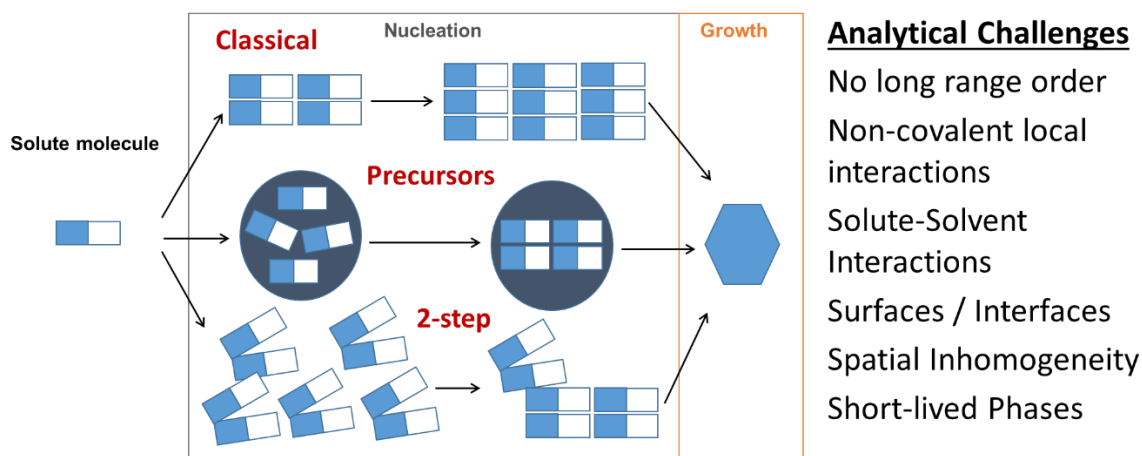 Classical
Nucleation
Growth
Solute molecule
Precursors
2-step
Analytical Challenges
No long range order
Non-covalent local
interactions
Solute-Solvent
Interactions
Surfaces / Interfaces
Spatial Inhomogeneity
Short-lived Phases